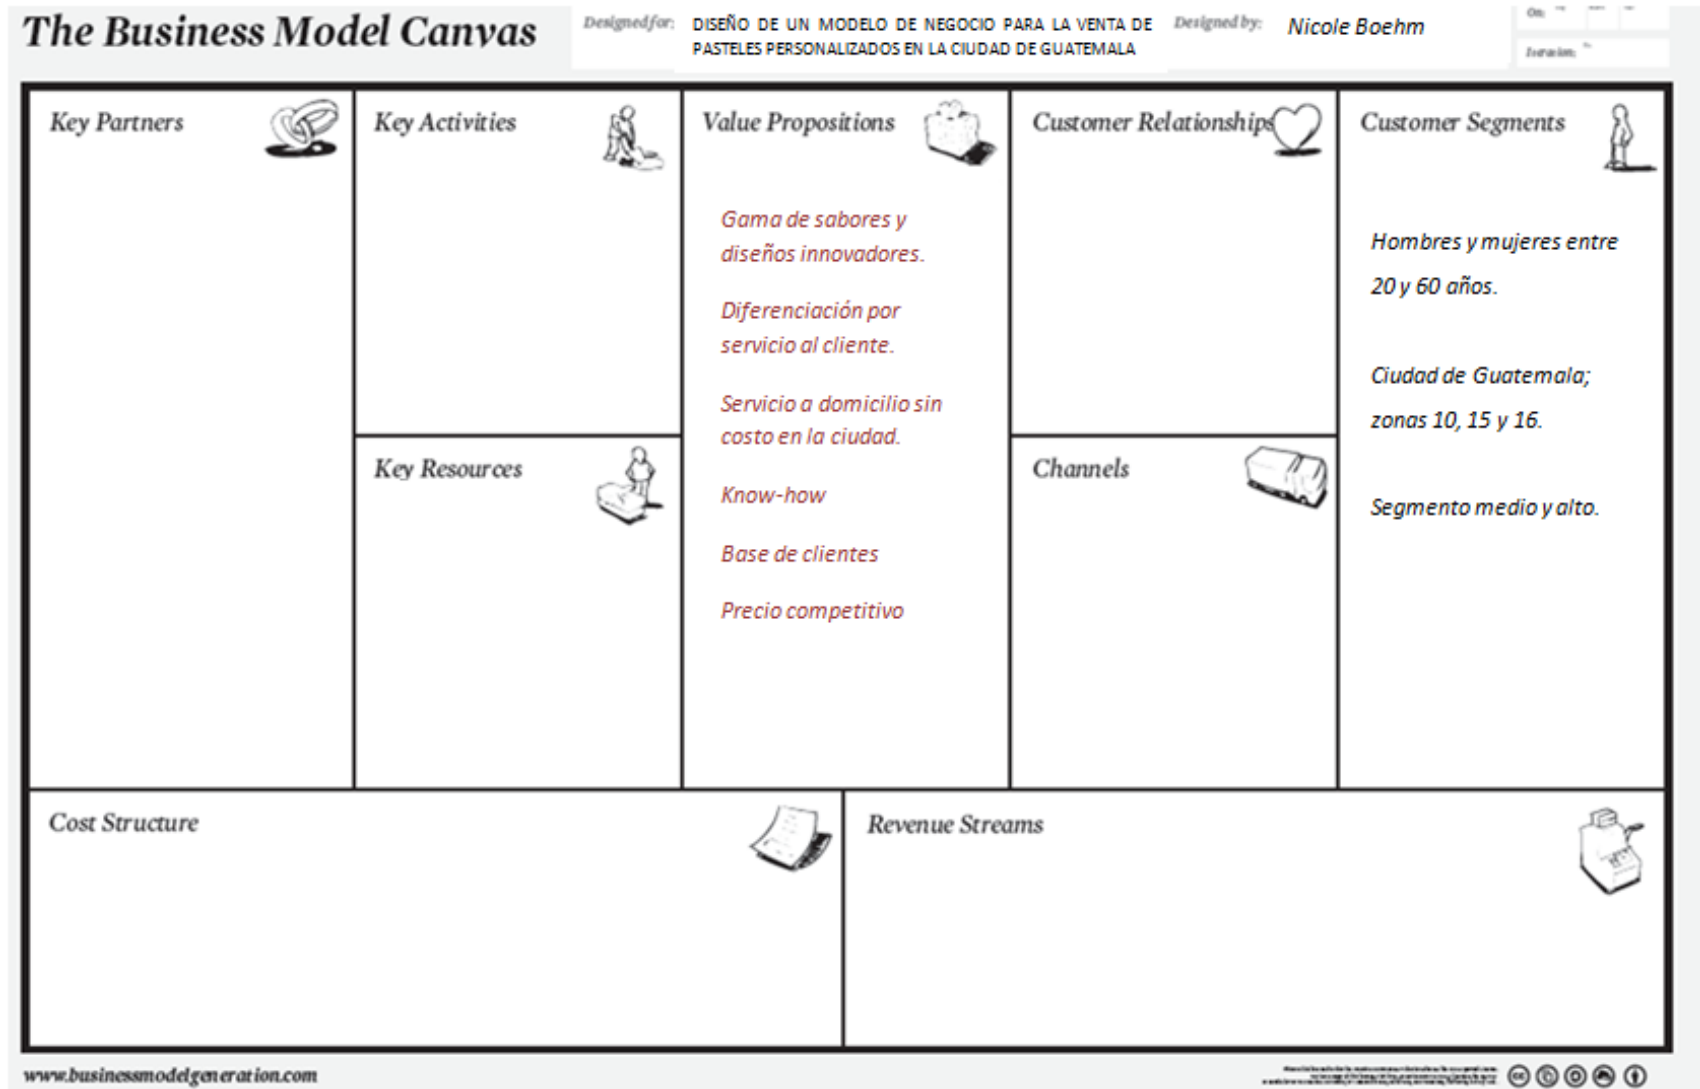 The Business Model Canvas
Designed for:
DISEÑO DE UN MODELO DE NEGOCIO PARA LA VENTA DE
PASTELES PERSONALIZADOS EN LA CIUDAD DE GUATEMALA
Designed by:
Nicole Boehm
On:
Iteration:
Key Partners
Key Activities
Key Resources
Value Propositions
Gama de sabores y
diseños innovadores.
Diferenciación por
servicio al cliente.
Servicio a domicilio sin
costo en la ciudad.
Know-how
Base de clientes
Precio competitivo
Customer Relationships
Channels
Customer Segments
Hombres y mujeres entre
20 y 60 años.
Ciudad de Guatemala;
zonas 10, 15 y 16.
Segmento medio y alto.
Cost Structure
Revenue Streams
www.businessmodelgeneration.com